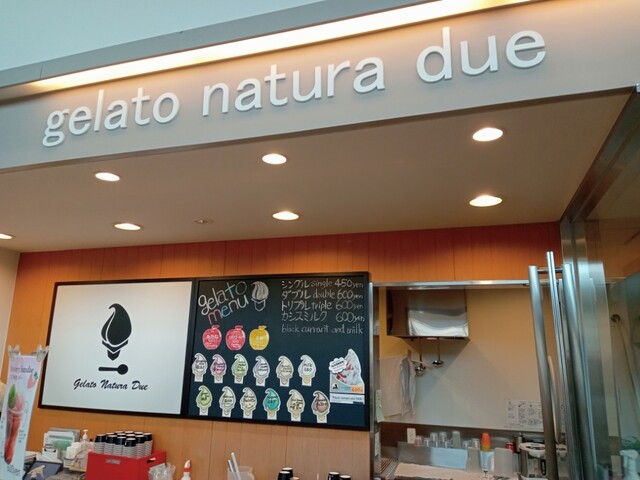 gelato natura due
Gelato Natura Due
gelato
menu
シングル single 450yen
ダブル double 600yen
トリプル triple 600yen
カシスミルク 600yen
black currant and milk